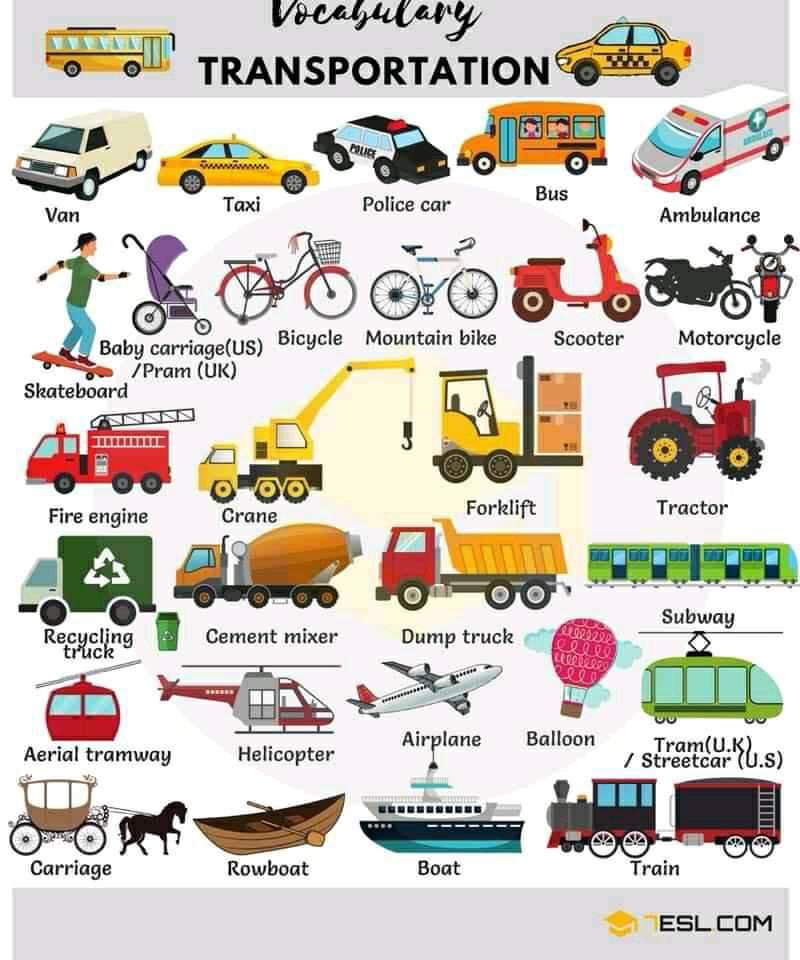 Vocabulary
TRANSPORTATION
POLICE
AMBULANCE
Van
Taxi
Police car
Bus
Ambulance
Bicycle
Mountain bike
Scooter
Motorcycle
Baby carriage(US)
/Pram (UK)
Skateboard
Fire engine
Crane
Forklift
Tractor
Recycling
truck
Cement mixer
Dump truck
Subway
Aerial tramway
Helicopter
Airplane
Balloon
Tram(U.K)
/ Streetcar (U.S)
Carriage
Rowboat
Boat
Train
7ESL.COM